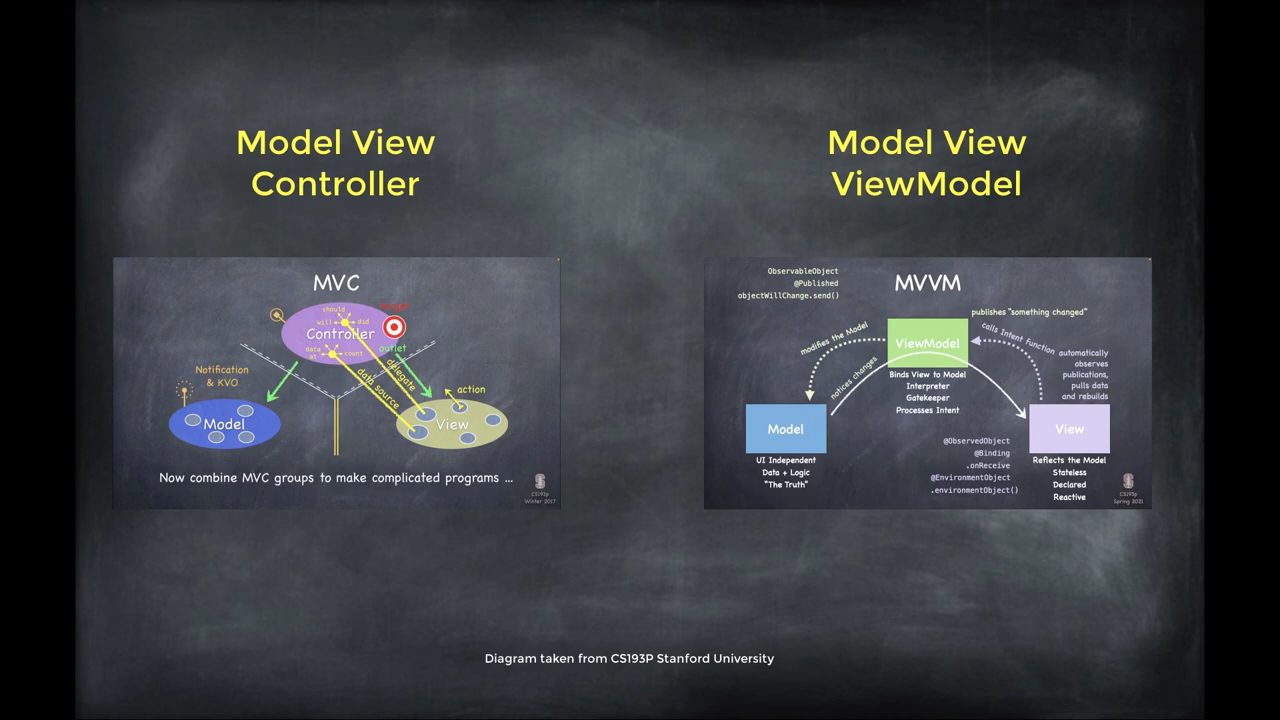 Model View
Controller
Model View
ViewModel
MVC
should
will
did
Controller
data
at
count
outlet
delegate
data source
Notification
& KVO
action
Model
View
Now combine MVC groups to make complicated programs ...
CS193p
Winter 2017
ObservableObject
@Published
objectWillChange.send()
MVVM
publishes "something changed"
modifies the Model
ViewModel
calls Intent function
notices changes
automatically
observes
publications,
pulls data
and rebuilds
Binds View to Model
Interpreter
Gatekeeper
Processes Intent
Model
View
UI Independent
Data + Logic
"The Truth"
@ObservedObject
@Binding
.onReceive
@EnvironmentObject
.environmentObject()
Reflects the Model
Stateless
Declared
Reactive
CS193p
Spring 2021
Diagram taken from CS193P Stanford University